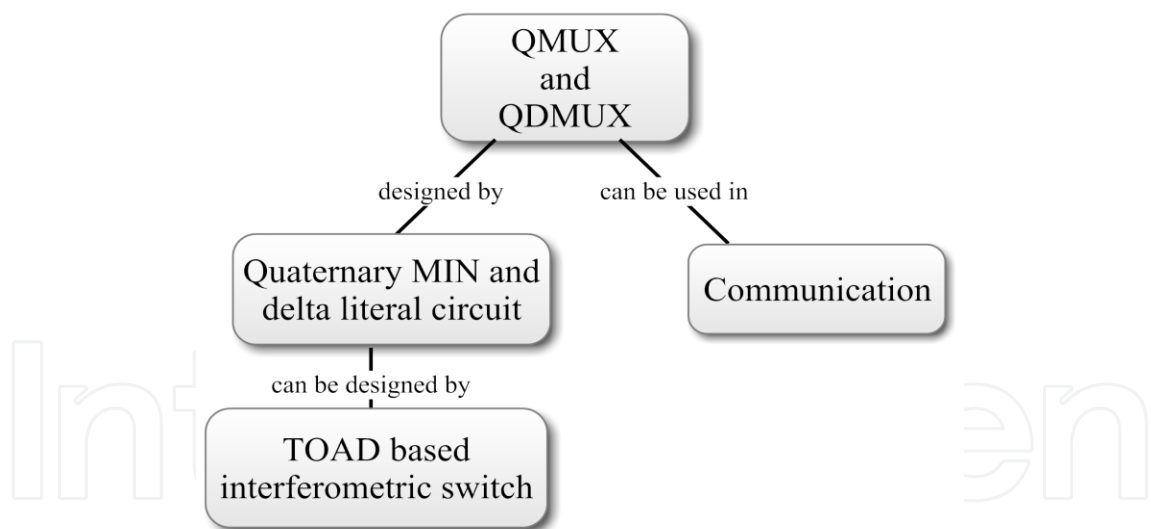 QMUX
and
QDMUX
designed by
can be used in
Quaternary MIN and
delta literal circuit
Communication
can be designed by
TOAD based
interferometric switch